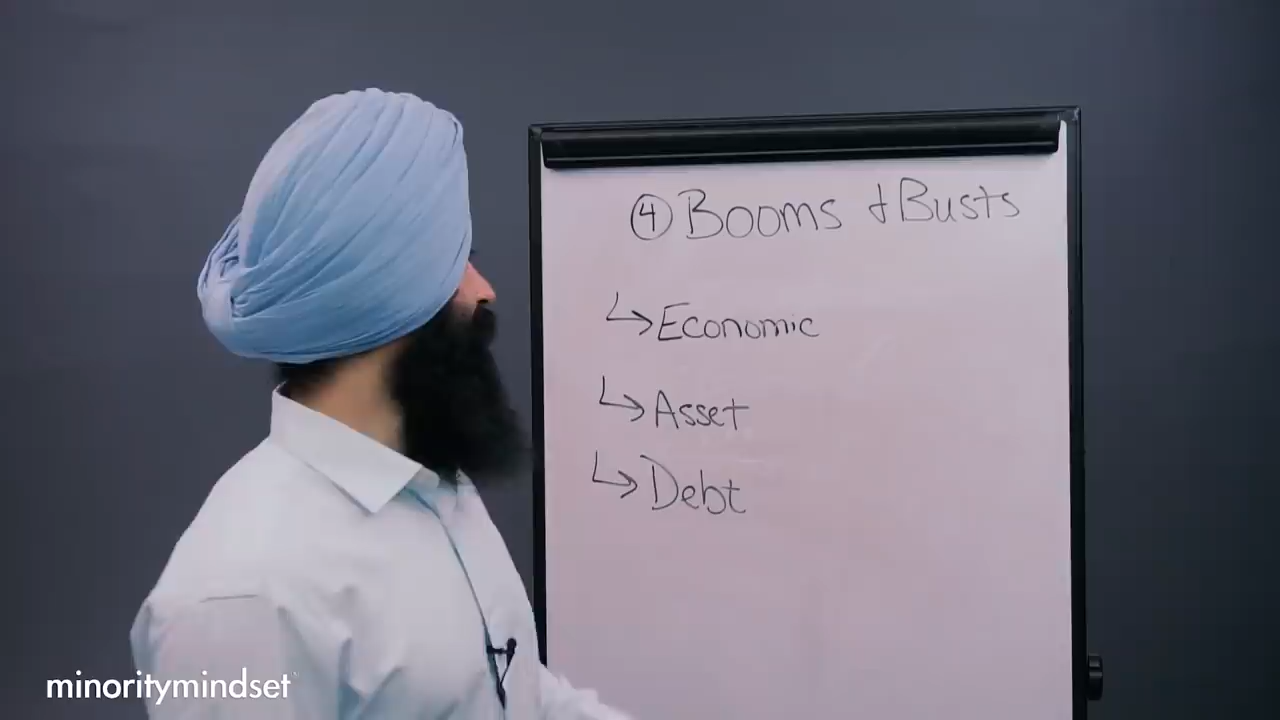 ④ Booms & Busts
↳ Economic
↳ Asset
↳ Debt
minoritymindset